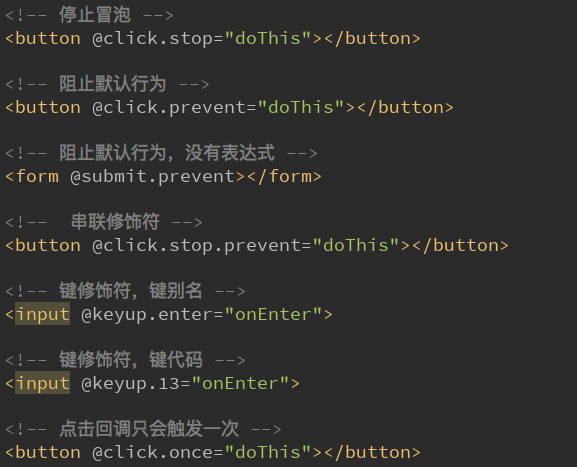 <!-- 停止冒泡 -->
<button @click.stop="doThis"></button>
<!-- 阻止默认行为 -->
<button @click.prevent="doThis"></button>
<!-- 阻止默认行为，没有表达式 -->
<form @submit.prevent></form>
<!--  串联修饰符 -->
<button @click.stop.prevent="doThis"></button>
<!-- 键修饰符，键别名 -->
<input @keyup.enter="onEnter">
<!-- 键修饰符，键代码 -->
<input @keyup.13="onEnter">
<!-- 点击回调只会触发一次 -->
<button @click.once="doThis"></button>